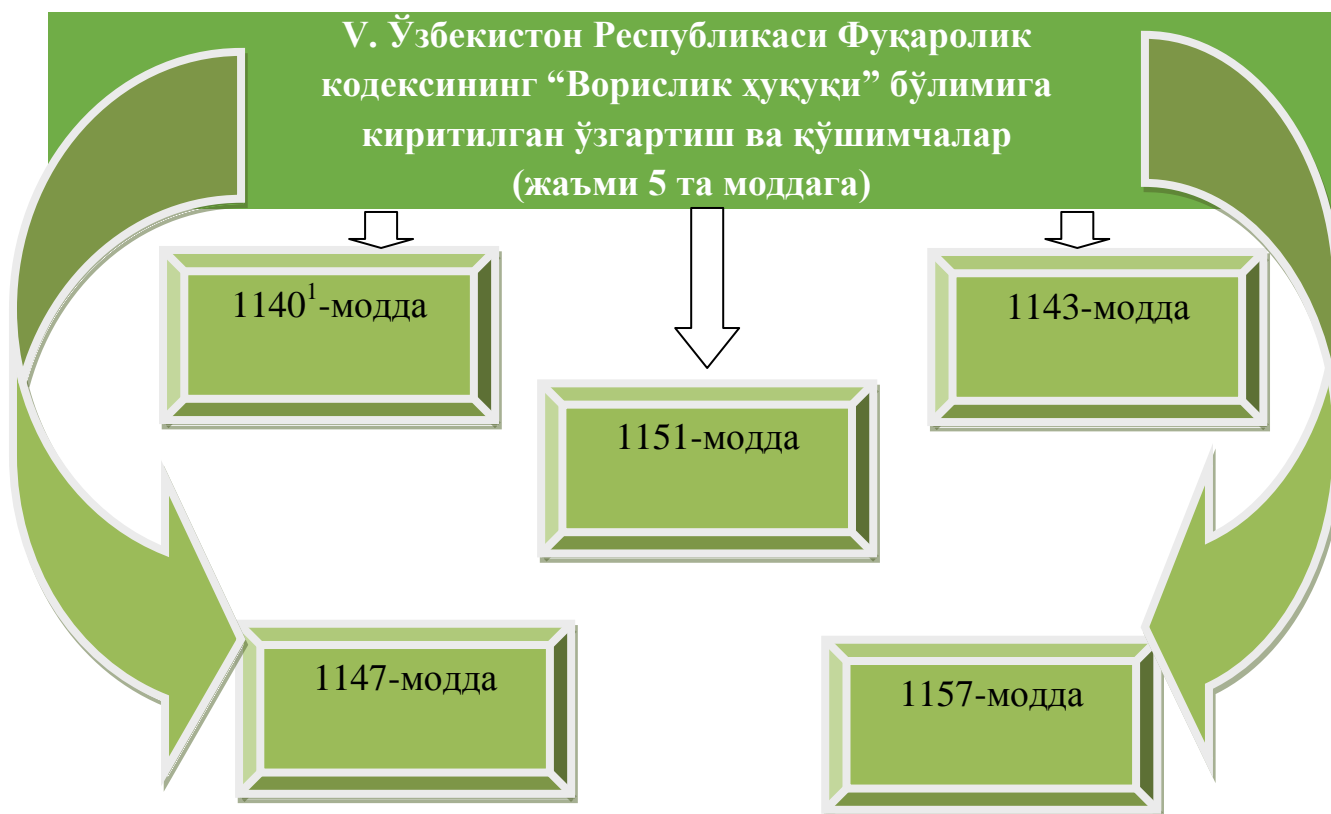 V. Ўзбекистон Республикаси Фуқаролик
кодексининг “Ворислик ҳуқуқи” бўлимига
киритилган ўзгартиш ва қўшимчалар
(жаъми 5 та моддага)
1140¹-модда
1143-модда
1151-модда
1147-модда
1157-модда